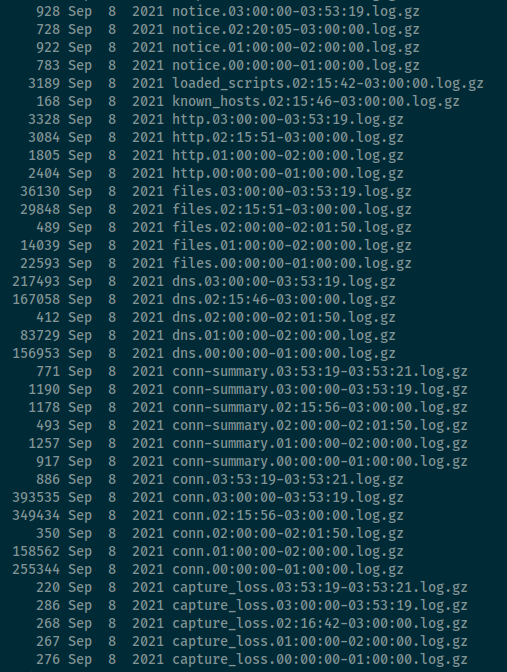 928 Sep 8 2021 notice.03:00:00-03:53:19.log.gz
728 Sep 8 2021 notice.02:20:05-03:00:00.log.gz
922 Sep 8 2021 notice.01:00:00-02:00:00.log.gz
783 Sep 8 2021 notice.00:00:00-01:00:00.log.gz
3189 Sep 8 2021 loaded_scripts.02:15:42-03:00:00.log.gz
168 Sep 8 2021 known_hosts.02:15:46-03:00:00.log.gz
3328 Sep 8 2021 http.03:00:00-03:53:19.log.gz
3084 Sep 8 2021 http.02:15:51-03:00:00.log.gz
1805 Sep 8 2021 http.01:00:00-02:00:00.log.gz
2404 Sep 8 2021 http.00:00:00-01:00:00.log.gz
36130 Sep 8 2021 files.03:00:00-03:53:19.log.gz
29848 Sep 8 2021 files.02:15:51-03:00:00.log.gz
489 Sep 8 2021 files.02:00:00-02:01:50.log.gz
14039 Sep 8 2021 files.01:00:00-02:00:00.log.gz
22593 Sep 8 2021 files.00:00:00-01:00:00.log.gz
217493 Sep 8 2021 dns.03:00:00-03:53:19.log.gz
167058 Sep 8 2021 dns.02:15:46-03:00:00.log.gz
412 Sep 8 2021 dns.02:00:00-02:01:50.log.gz
83729 Sep 8 2021 dns.01:00:00-02:00:00.log.gz
156953 Sep 8 2021 dns.00:00:00-01:00:00.log.gz
771 Sep 8 2021 conn-summary.03:53:19-03:53:21.log.gz
1190 Sep 8 2021 conn-summary.03:00:00-03:53:19.log.gz
1178 Sep 8 2021 conn-summary.02:15:56-03:00:00.log.gz
493 Sep 8 2021 conn-summary.02:00:00-02:01:50.log.gz
1257 Sep 8 2021 conn-summary.01:00:00-02:00:00.log.gz
917 Sep 8 2021 conn-summary.00:00:00-01:00:00.log.gz
886 Sep 8 2021 conn.03:53:19-03:53:21.log.gz
393535 Sep 8 2021 conn.03:00:00-03:53:19.log.gz
349434 Sep 8 2021 conn.02:15:56-03:00:00.log.gz
350 Sep 8 2021 conn.02:00:00-02:01:50.log.gz
158562 Sep 8 2021 conn.01:00:00-02:00:00.log.gz
255344 Sep 8 2021 conn.00:00:00-01:00:00.log.gz
220 Sep 8 2021 capture_loss.03:53:19-03:53:21.log.gz
286 Sep 8 2021 capture_loss.03:00:00-03:53:19.log.gz
268 Sep 8 2021 capture_loss.02:16:42-03:00:00.log.gz
267 Sep 8 2021 capture_loss.01:00:00-02:00:00.log.gz
276 Sep 8 2021 capture_loss.00:00:00-01:00:00.log.gz